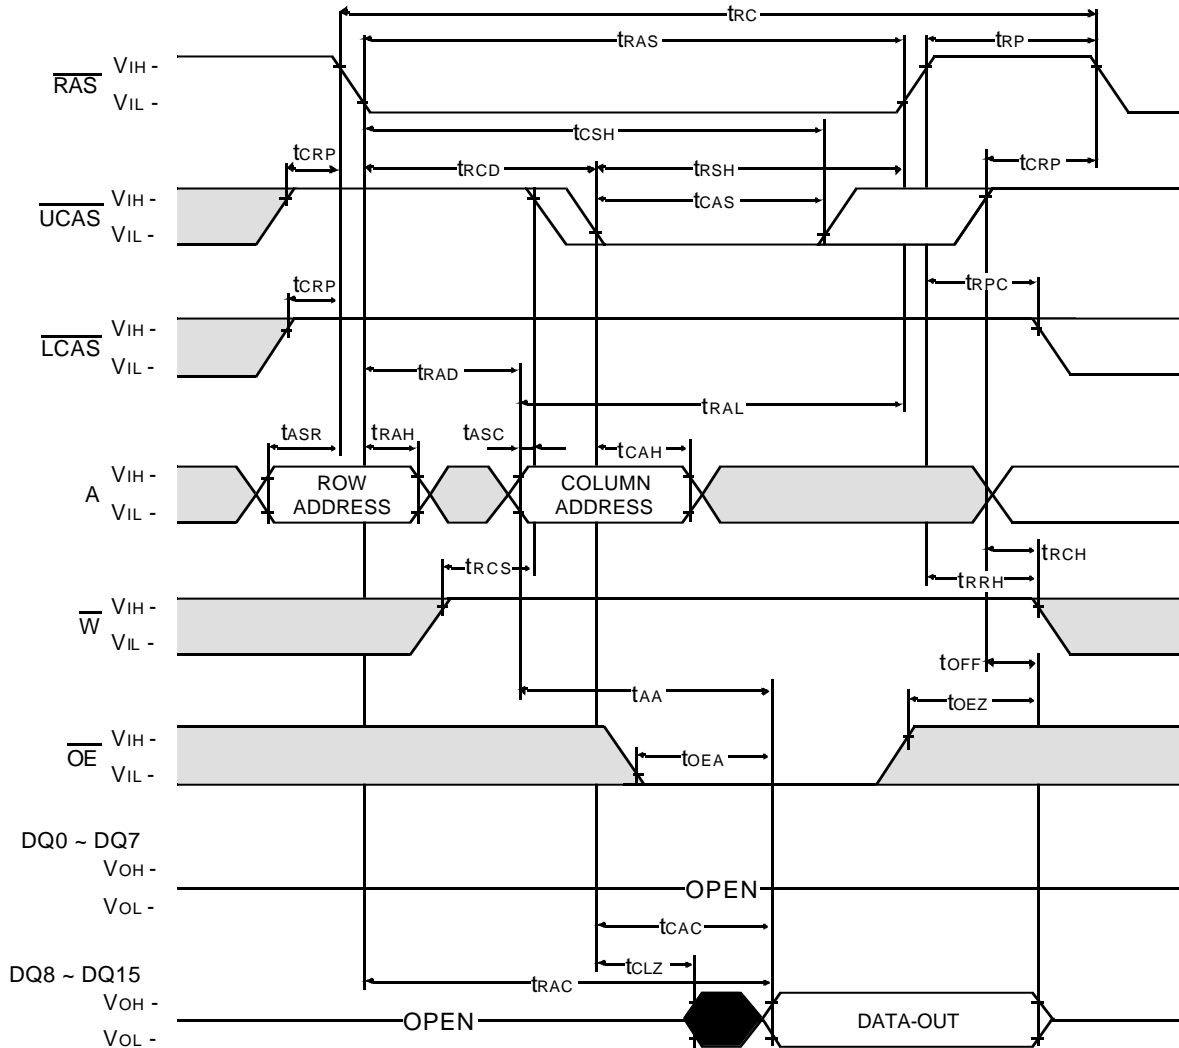 tRC
tRAS
tRP
RAS
VIH -
VIL -
tCSH
tCRP
tRCD
tRSH
tCRP
UCAS
VIH -
VIL -
tCAS
tCRP
tRPC
LCAS
VIH -
VIL -
tRAD
tRAL
tASR
tRAH
tASC
tCAH
A
VIH -
VIL -
ROW
ADDRESS
COLUMN
ADDRESS
tRCS
tRCH
tRRH
W
VIH -
VIL -
tOFF
tAA
tOEZ
OE
VIH -
VIL -
tOEA
DQ0 ~ DQ7
VOH -
VOL -
OPEN
tCAC
tCLZ
tRAC
DQ8 ~ DQ15
VOH -
VOL -
OPEN
DATA-OUT